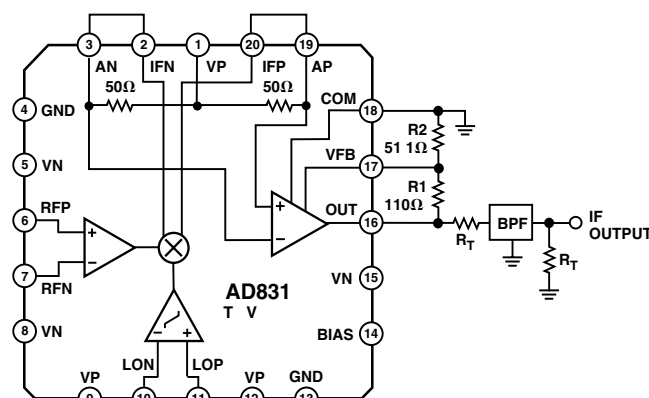 3
2
1
20
19
AN
IFN
VP
IFP
AP
50Ω
50Ω
4
GND
COM
18
R2
51 1Ω
5
VN
VFB
17
R1
110Ω
6
RFP
+
+
OUT
16
IF
OUTPUT
BPF
R_T
R_T
7
RFN
−
−
AD831
T V
VN
15
8
VN
−
+
BIAS
14
LON
LOP
VP
VP
GND